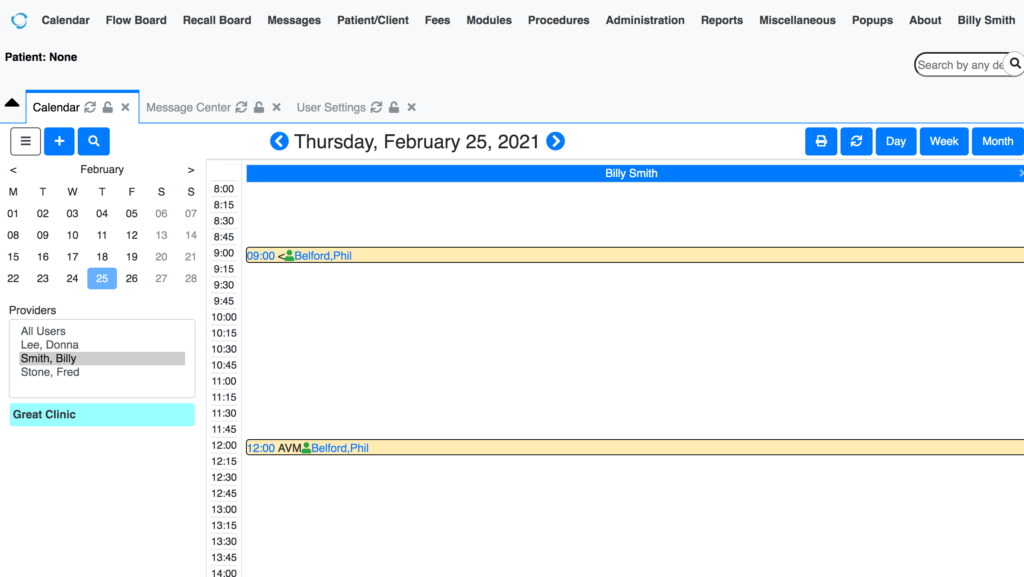 Calendar Flow Board Recall Board Messages Patient/Client Fees Modules Procedures Administration Reports Miscellaneous Popups About Billy Smith
Patient: None
Search by any de
Calendar Message Center User Settings
Thursday, February 25, 2021
Day Week Month
< February >
M T W T F S S
01 02 03 04 05 06 07
08 09 10 11 12 13 14
15 16 17 18 19 20 21
22 23 24 25 26 27 28
Providers
All Users
Lee, Donna
Smith, Billy
Stone, Fred
Great Clinic
Billy Smith
8:00
8:15
8:30
8:45
9:00
09:00 <Belford,Phil
9:15
9:30
9:45
10:00
10:15
10:30
10:45
11:00
11:15
11:30
11:45
12:00
12:00 AVMBelford,Phil
12:15
12:30
12:45
13:00
13:15
13:30
13:45
14:00